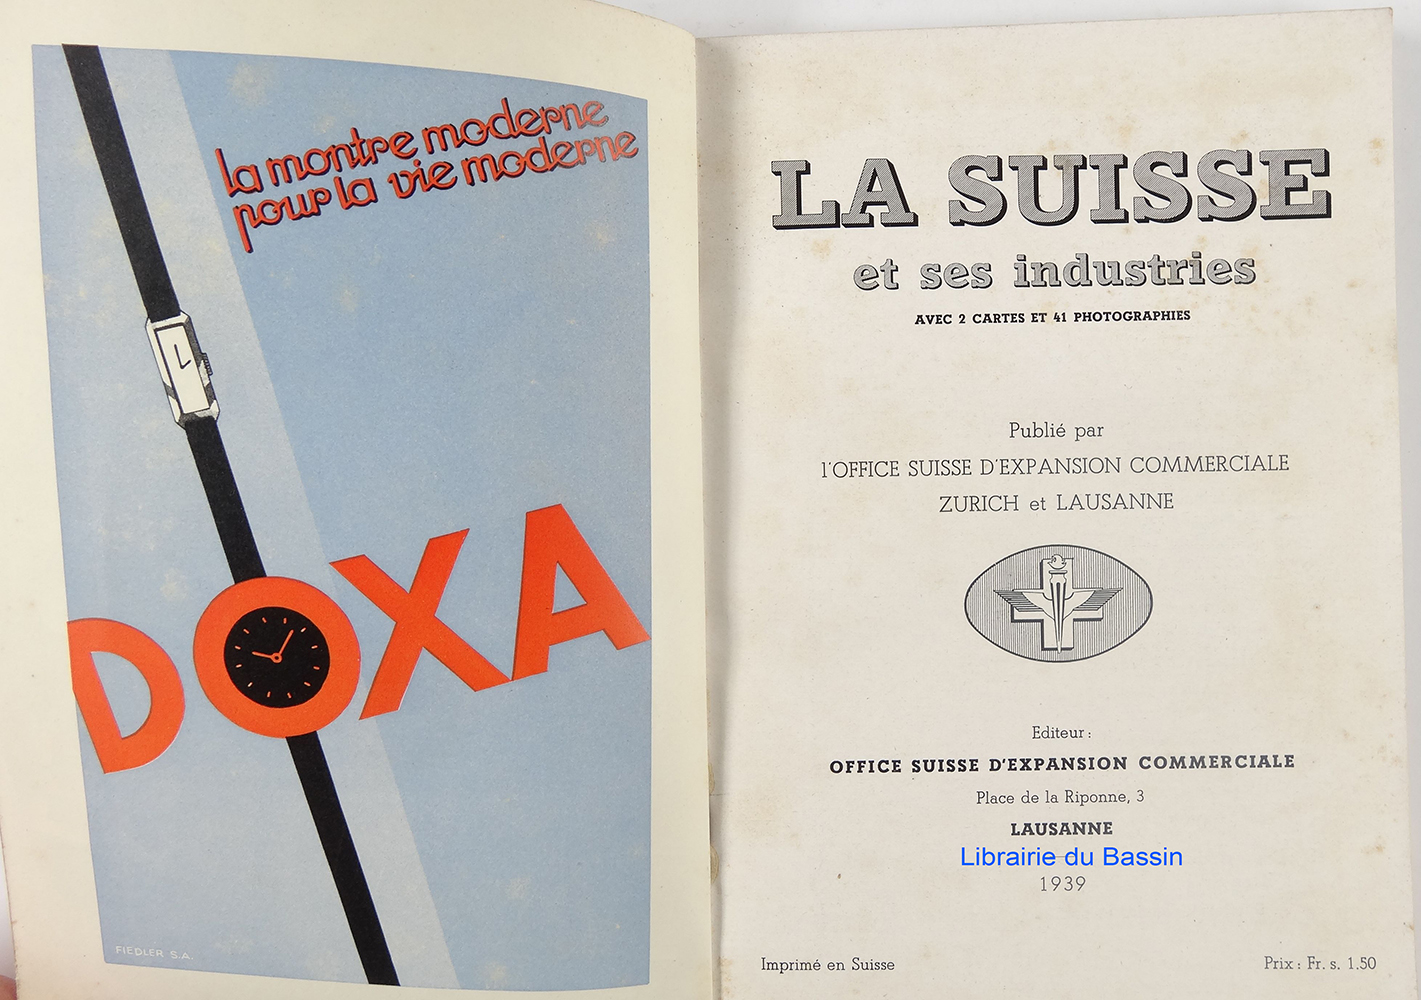 la montre moderne
pour la vie moderne
DOXA
FIEDLER S.A.
LA SUISSE
et ses industries
AVEC 2 CARTES ET 41 PHOTOGRAPHIES
Publié par
l'OFFICE SUISSE D'EXPANSION COMMERCIALE
ZURICH et LAUSANNE
Editeur :
OFFICE SUISSE D'EXPANSION COMMERCIALE
Place de la Riponne, 3
LAUSANNE
Librairie du Bassin
1939
Imprimé en Suisse
Prix : Fr. s. 1.50